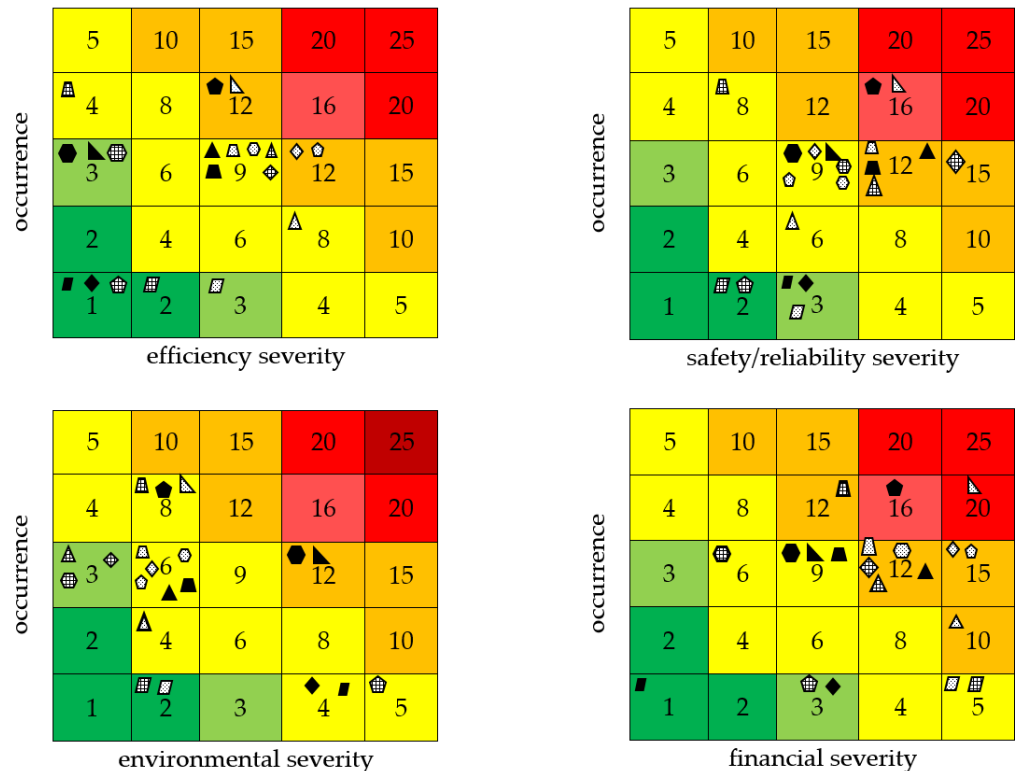 5 10 15 20 25
4 8 12 16 20
3 6 9 12 15
2 4 6 8 10
1 2 3 4 5
occurrence
efficiency severity
5 10 15 20 25
4 8 12 16 20
3 6 9 12 15
2 4 6 8 10
1 2 3 4 5
occurrence
safety/reliability severity
5 10 15 20 25
4 8 12 16 20
3 6 9 12 15
2 4 6 8 10
1 2 3 4 5
occurrence
environmental severity
5 10 15 20 25
4 8 12 16 20
3 6 9 12 15
2 4 6 8 10
1 2 3 4 5
occurrence
financial severity